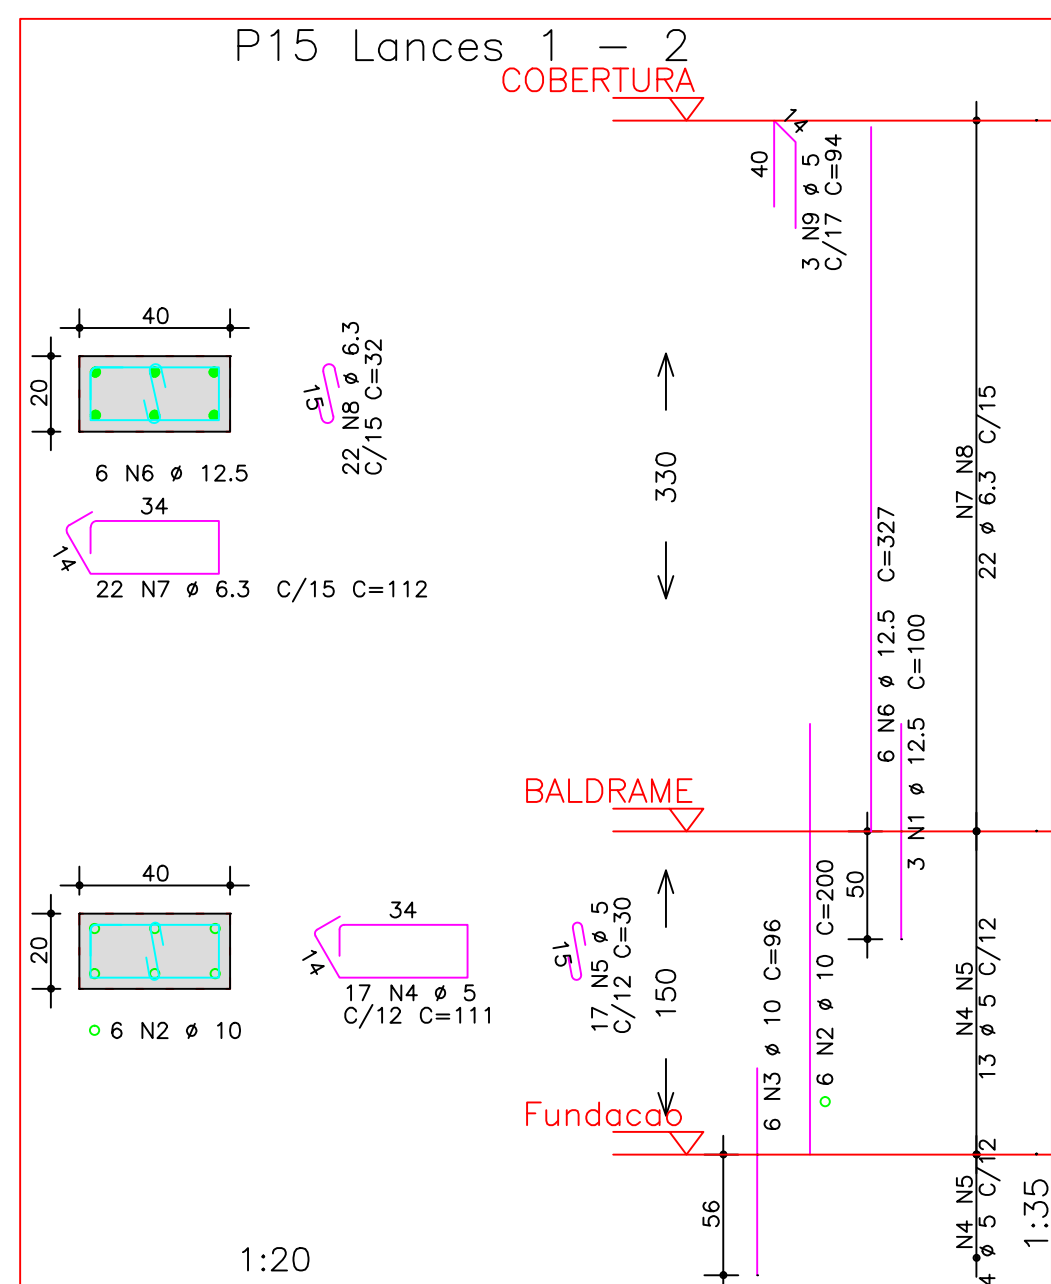 P15 Lances 1 - 2
COBERTURA
14
40
3 N9 ø 5
C/17 C=94
40
20
6 N6 ø 12.5
15
22 N8 ø 6.3
C/15 C=32
34
14
22 N7 ø 6.3 C/15 C=112
330
6 N6 ø 12.5 C=327
3 N1 ø 12.5 C=100
N7 N8
22 ø 6.3 C/15
BALDRAME
50
40
20
6 N2 ø 10
34
14
17 N4 ø 5
C/12 C=111
15
17 N5 ø 5
C/12 C=30
150
6 N3 ø 10 C=96
6 N2 ø 10 C=200
N4 N5
13 ø 5 C/12
Fundacao
56
N4 N5
4 ø 5 C/12
1:20
1:35